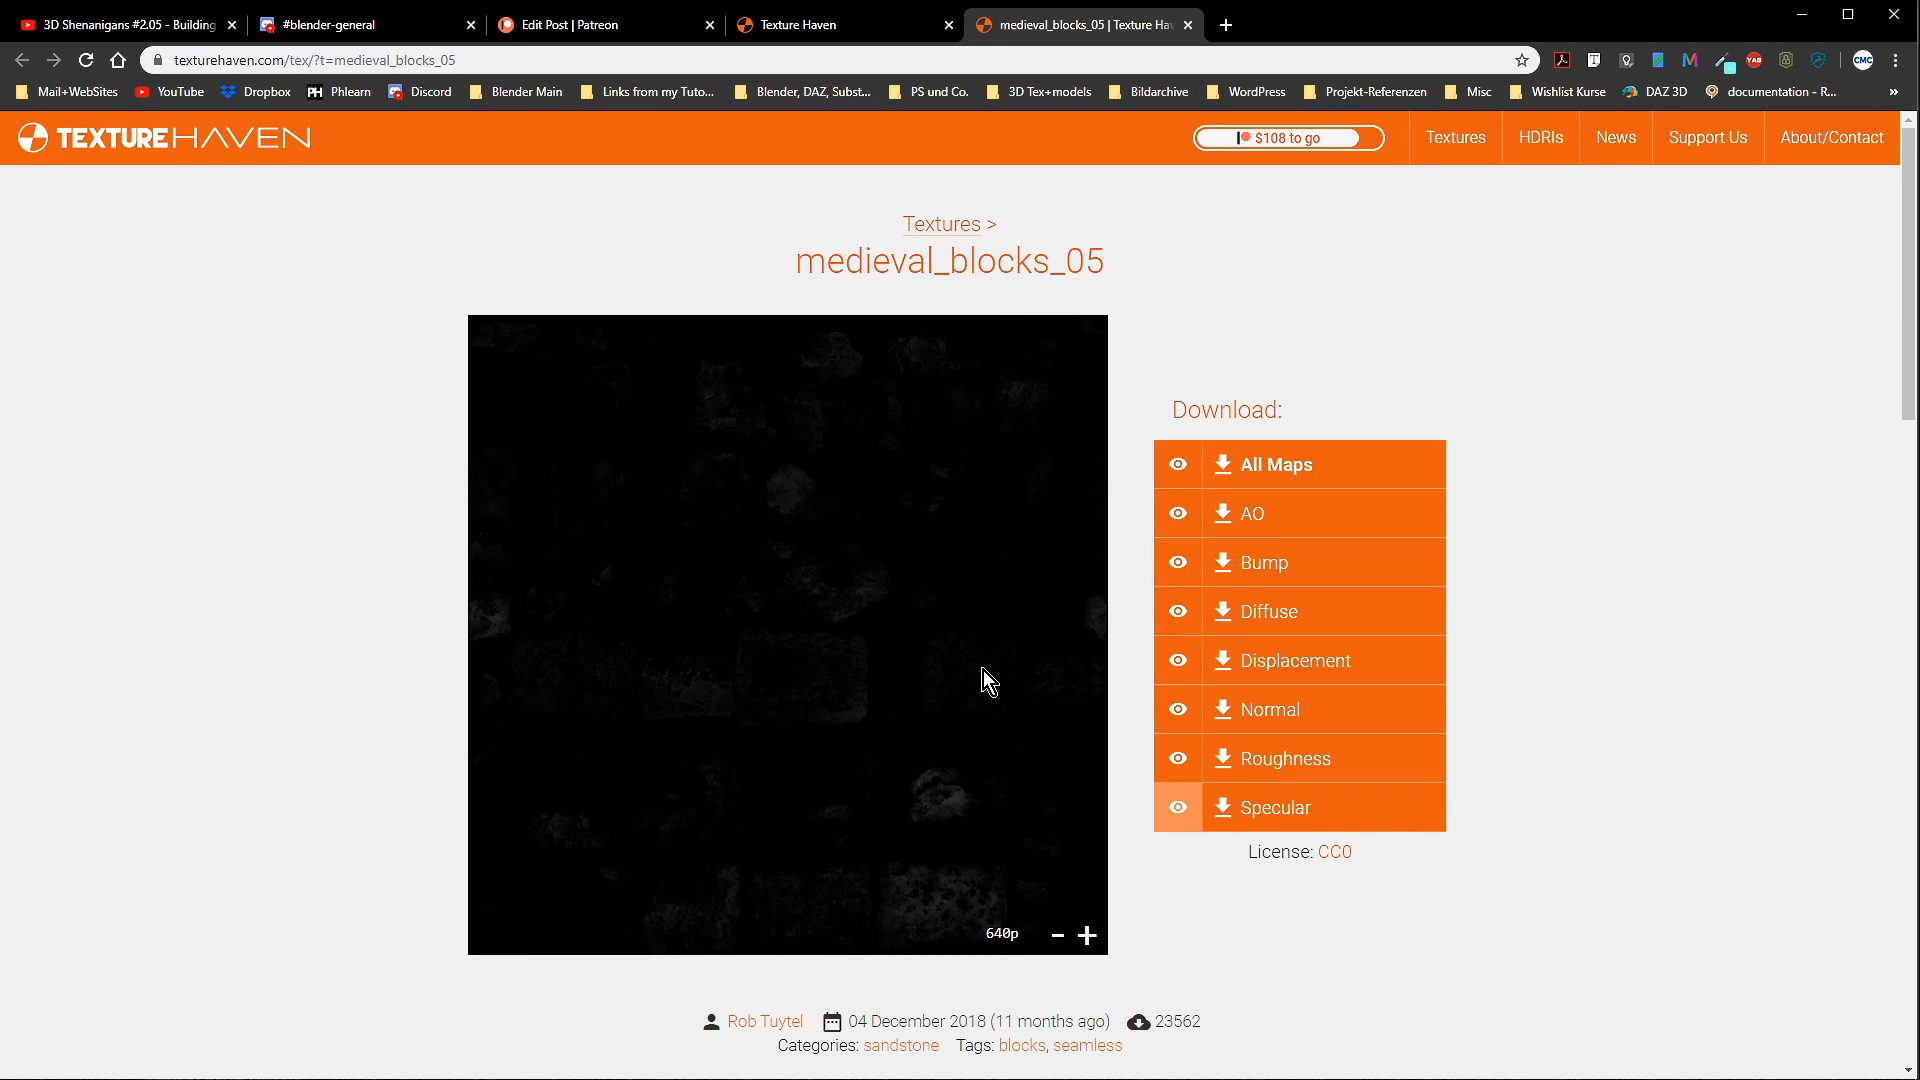 3D Shenanigans #2.05 - Building
#blender-general
Edit Post | Patreon
Texture Haven
medieval_blocks_05 | Texture Hav
texturehaven.com/tex/?t=medieval_blocks_05
YAB
CMC
Mail+WebSites
YouTube
Dropbox
PH Phlearn
Discord
Blender Main
Links from my Tuto...
Blender, DAZ, Subst...
PS und Co.
3D Tex+models
Bildarchive
WordPress
Projekt-Referenzen
Misc
Wishlist Kurse
DAZ 3D
documentation - R...
»
TEXTUREHAVEN
$108 to go
Textures
HDRIs
News
Support Us
About/Contact
Textures >
medieval_blocks_05
Download:
All Maps
AO
Bump
Diffuse
Displacement
Normal
Roughness
Specular
License: CC0
640p - +
Rob Tuytel 04 December 2018 (11 months ago) 23562
Categories: sandstone Tags: blocks, seamless